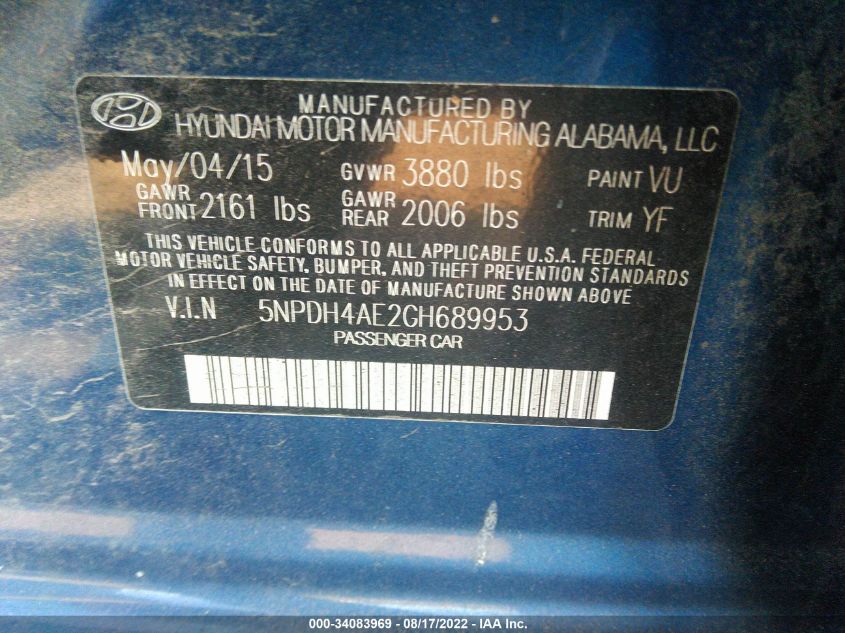 MANUFACTURED BY
HYUNDAI MOTOR MANUFACTURING ALABAMA, LLC
May/04/15 GVWR 3880 lbs PAINT VU
GAWR FRONT 2161 lbs GAWR REAR 2006 lbs TRIM YF
THIS VEHICLE CONFORMS TO ALL APPLICABLE U.S.A. FEDERAL
MOTOR VEHICLE SAFETY, BUMPER, AND THEFT PREVENTION STANDARDS
IN EFFECT ON THE DATE OF MANUFACTURE SHOWN ABOVE
V.I.N 5NPDH4AE2GH689953
PASSENGER CAR
000-34083969 - 08/17/2022 - IAA Inc.